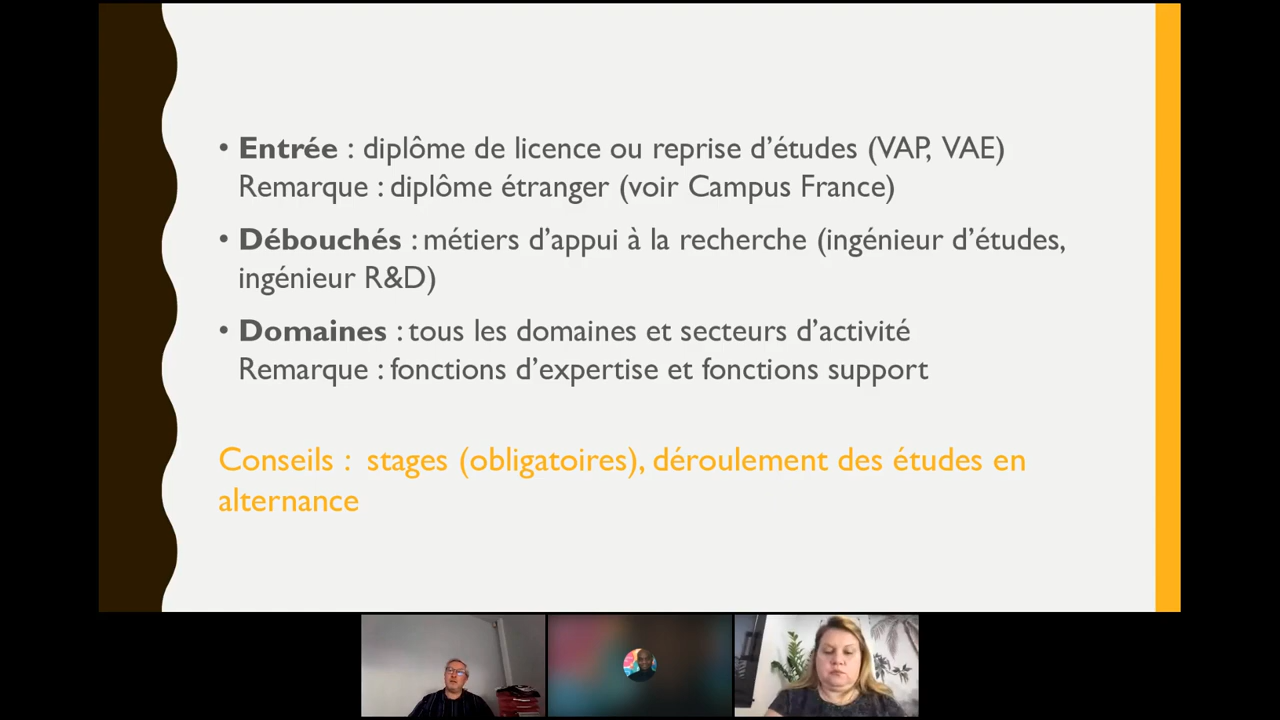 • Entrée : diplôme de licence ou reprise d’études (VAP, VAE)
Remarque : diplôme étranger (voir Campus France)
• Débouchés : métiers d’appui à la recherche (ingénieur d’études,
ingénieur R&D)
• Domaines : tous les domaines et secteurs d’activité
Remarque : fonctions d’expertise et fonctions support
Conseils : stages (obligatoires), déroulement des études en
alternance